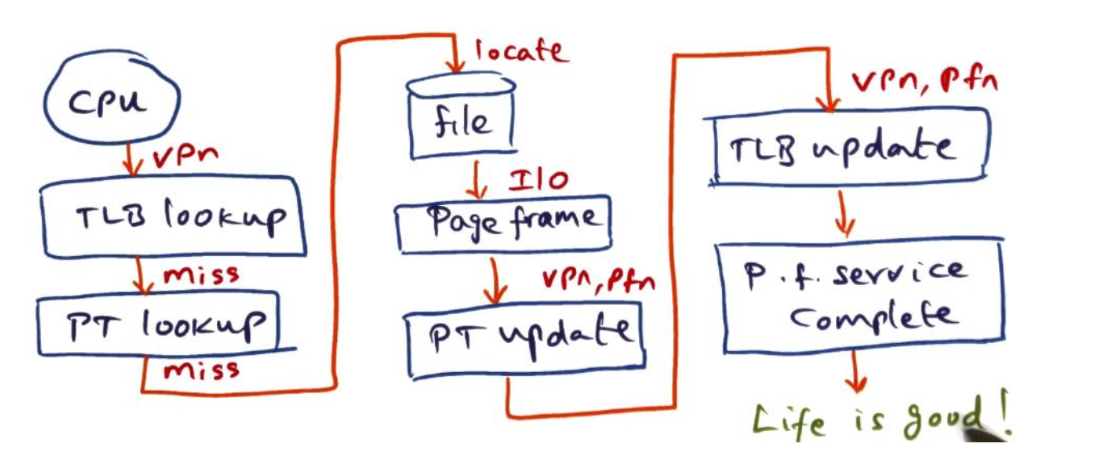 CPU
VPn
TLB lookup
miss
PT lookup
miss
locate
file
I/O
Page frame
VPn, Pfn
PT update
VPn, Pfn
TLB update
P.f. service
Complete
Life is good!